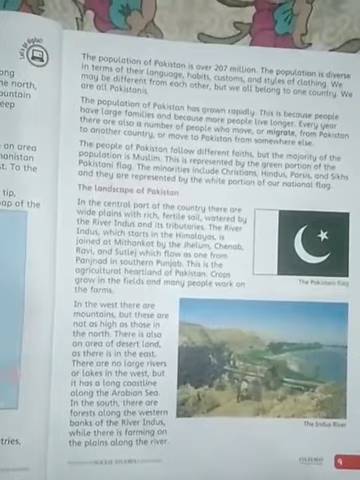 Let's go digital!
The population of Pakistan is over 207 million. The population is diverse
in terms of their language, habits, customs, and styles of clothing. We
may be different from each other, but we all belong to one country. We
are all Pakistanis.
The population of Pakistan has grown rapidly. This is because people
have large families and because more people live longer. Every year
there are also a number of people who move, or migrate, from Pakistan
to another country, or move to Pakistan from somewhere else.
The people of Pakistan follow different faiths, but the majority of the
population is Muslim. This is represented by the green portion of the
Pakistani flag. The minorities include Christians, Hindus, Parsis, and Sikhs
and they are represented by the white portion of our national flag.
The landscape of Pakistan
In the central part of the country there are
wide plains with rich, fertile soil, watered by
the River Indus and its tributaries. The River
Indus, which starts in the Himalayas, is
joined at Mithankot by the Jhelum, Chenab,
Ravi, and Sutlej which flow as one from
Panjnad in southern Punjab. This is the
agricultural heartland of Pakistan. Crops
grow in the fields and many people work on
the farms.
The Pakistani flag
In the west there are
mountains, but these are
not as high as those in
the north. There is also
an area of desert land,
as there is in the east.
There are no large rivers
or lakes in the west, but
it has a long coastline
along the Arabian Sea.
In the south, there are
forests along the western
banks of the River Indus,
while there is farming on
the plains along the river.
The Indus River
OXFORD
9
the north,
an area
To the
tip,
map of the